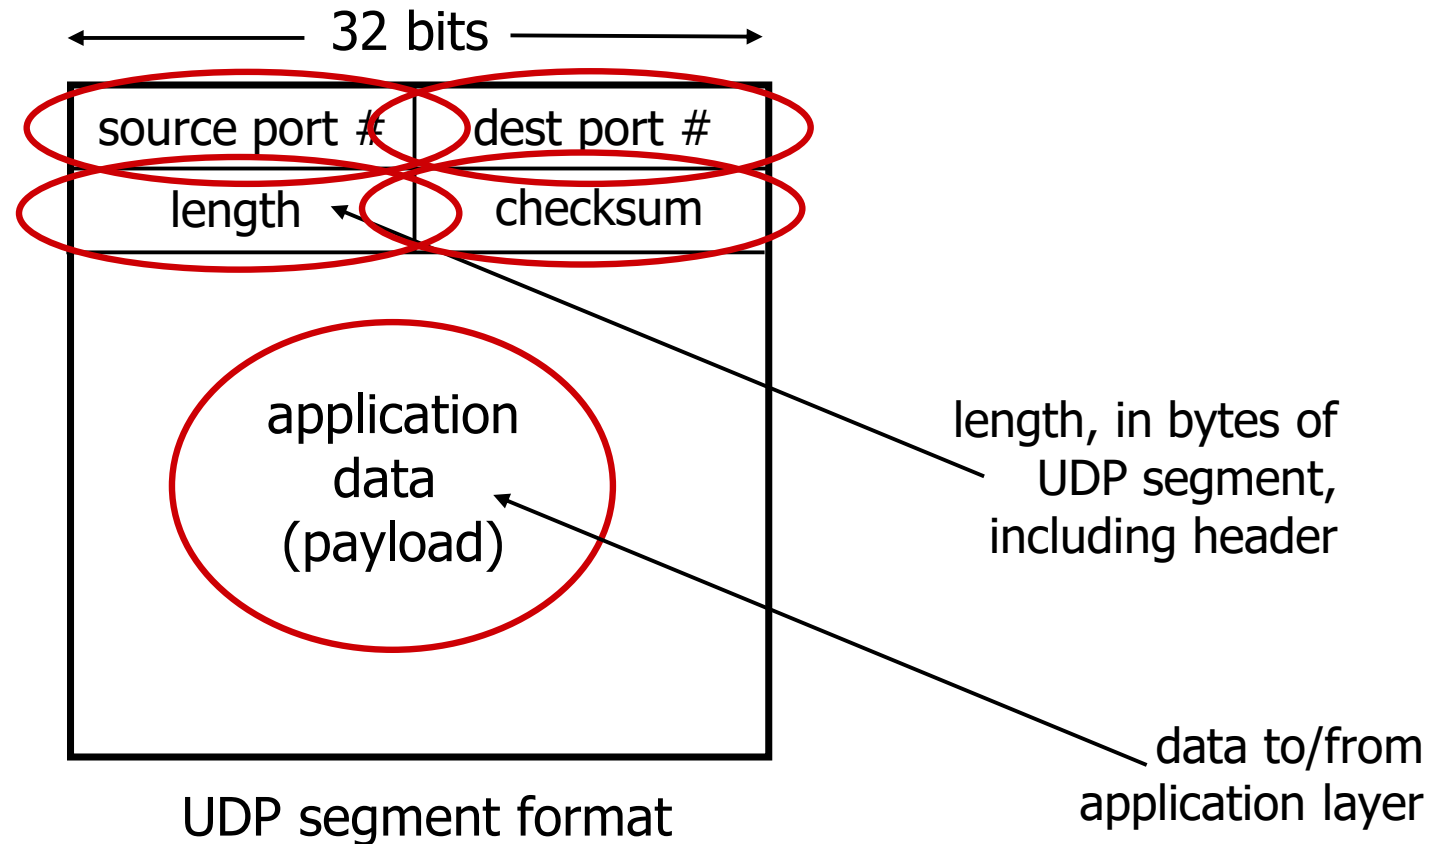 32 bits
source port #
dest port #
length
checksum
application
data
(payload)
length, in bytes of
UDP segment,
including header
data to/from
application layer
UDP segment format